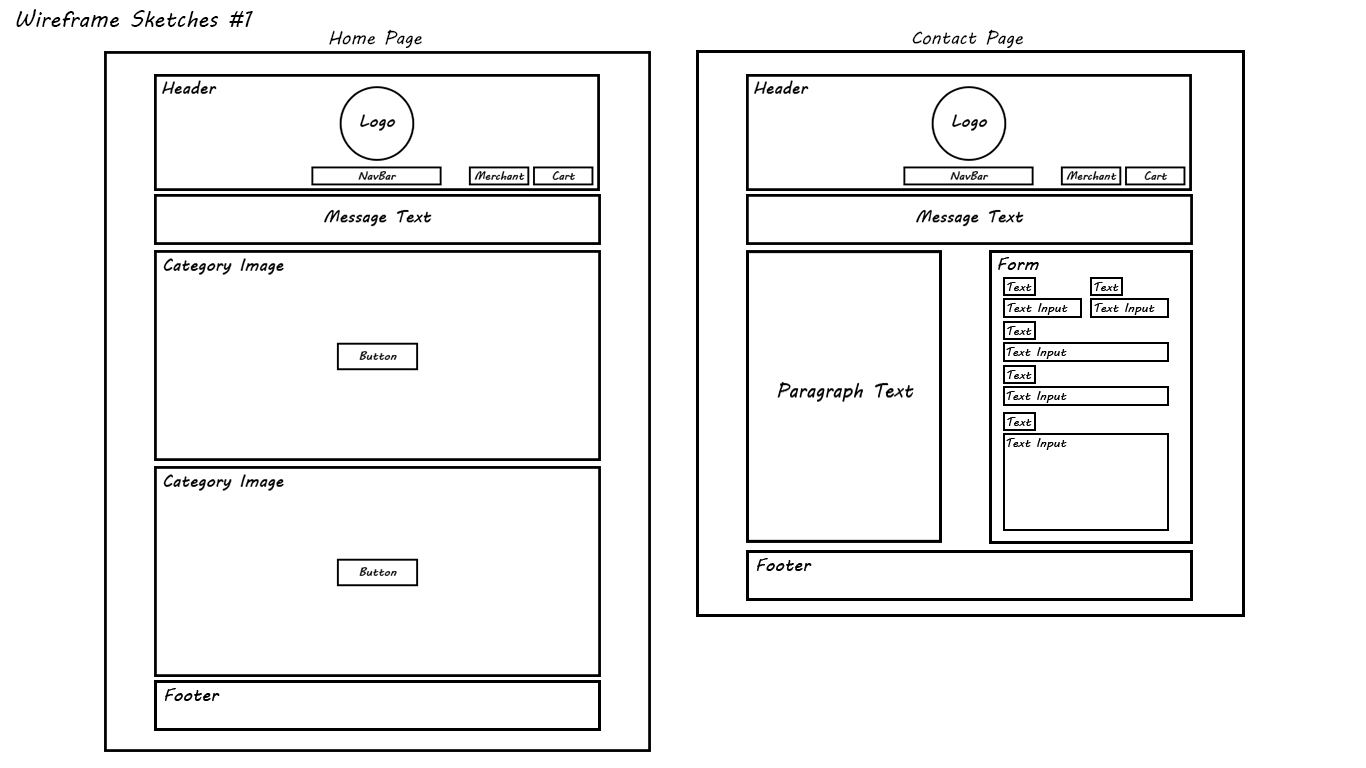 Wireframe Sketches #1
Home Page
Header
Logo
NavBar
Merchant
Cart
Message Text
Category Image
Button
Category Image
Button
Footer
Contact Page
Header
Logo
NavBar
Merchant
Cart
Message Text
Paragraph Text
Form
Text
Text
Text Input
Text Input
Text
Text Input
Text
Text Input
Text
Text Input
Footer